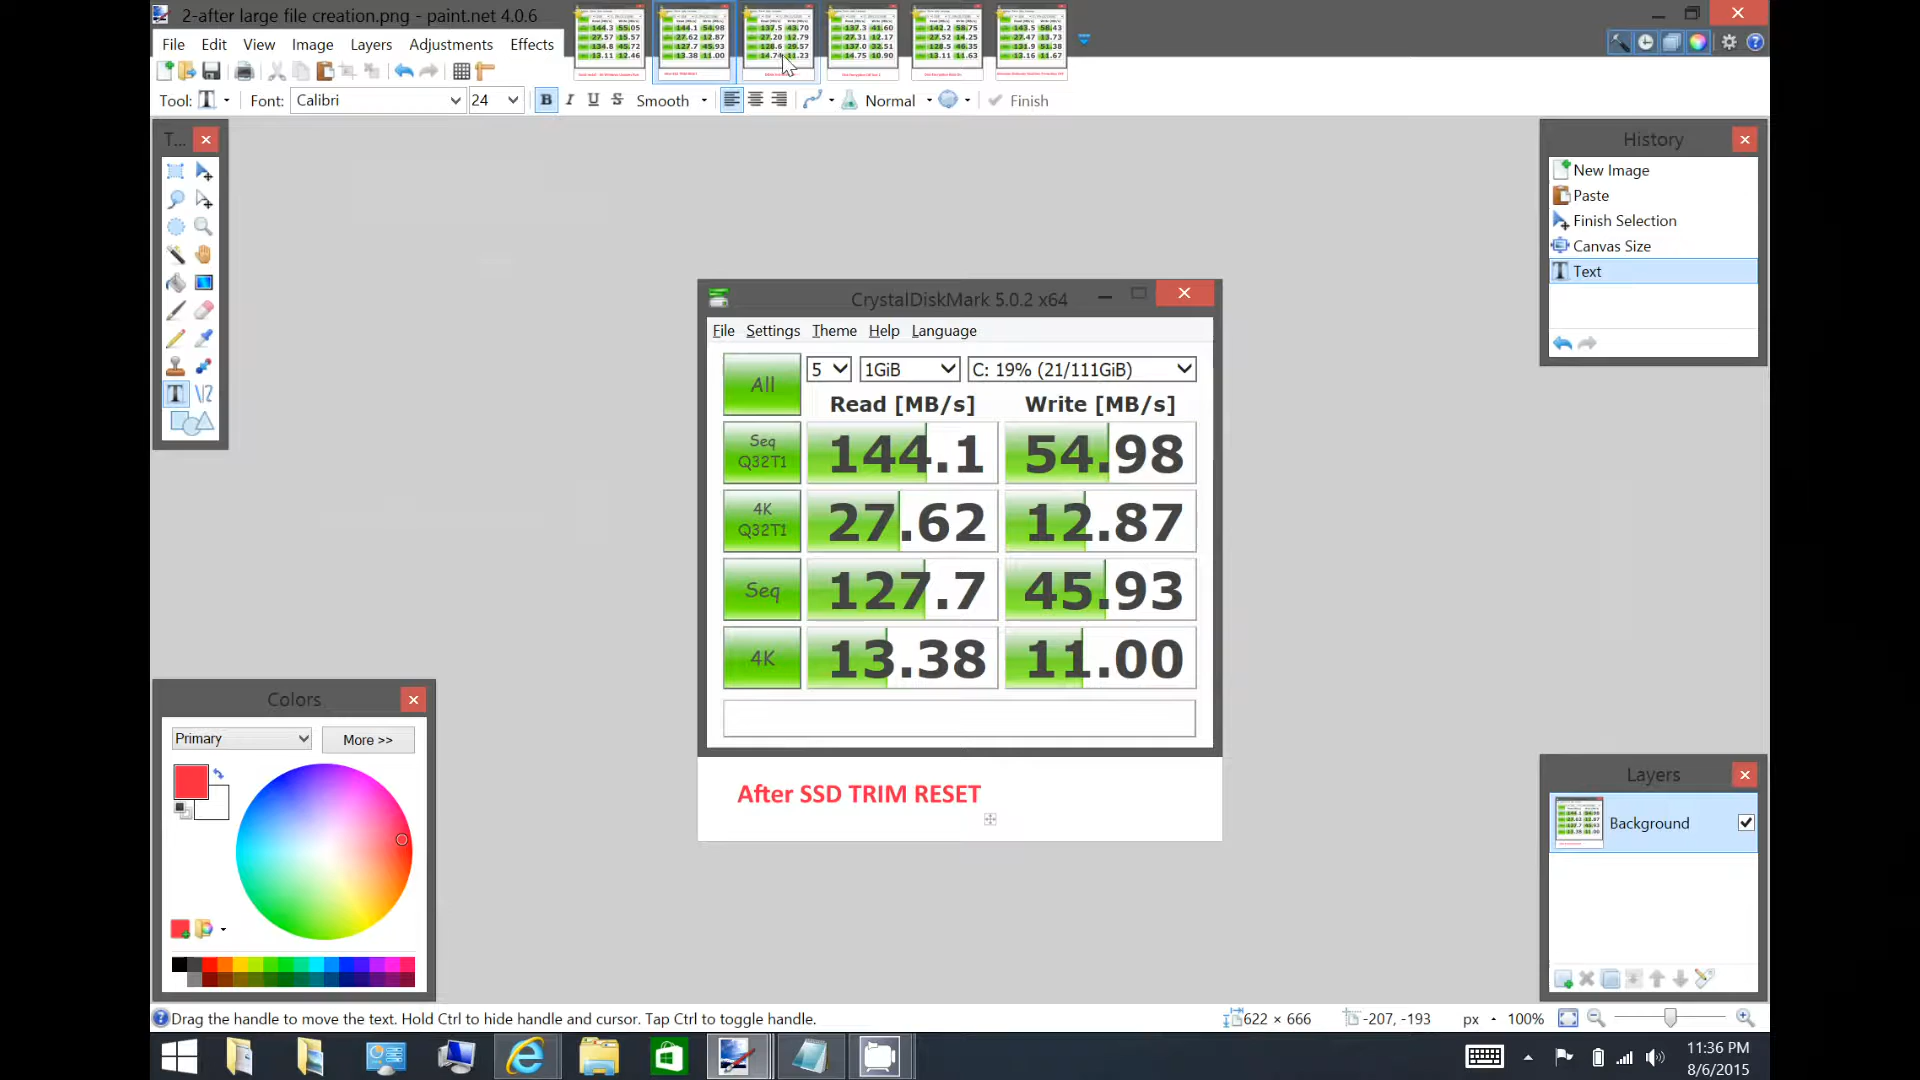 2-after large file creation.png - paint.net 4.0.6
File Edit View Image Layers Adjustments Effects
Tool: T Font: Calibri 24 B I U S Smooth Normal Finish
T...
History
New Image
Paste
Finish Selection
Canvas Size
Text
CrystalDiskMark 5.0.2 x64
File Settings Theme Help Language
All 5 1GiB C: 19% (21/111GiB)
Read [MB/s] Write [MB/s]
Seq Q32T1 144.1 54.98
4K Q32T1 27.62 12.87
Seq 127.7 45.93
4K 13.38 11.00
After SSD TRIM RESET
Colors
Primary More >>
Layers
Background
Drag the handle to move the text. Hold Ctrl to hide handle and cursor. Tap Ctrl to toggle handle. 622 × 666 -207, -193 px 100%
11:36 PM
8/6/2015